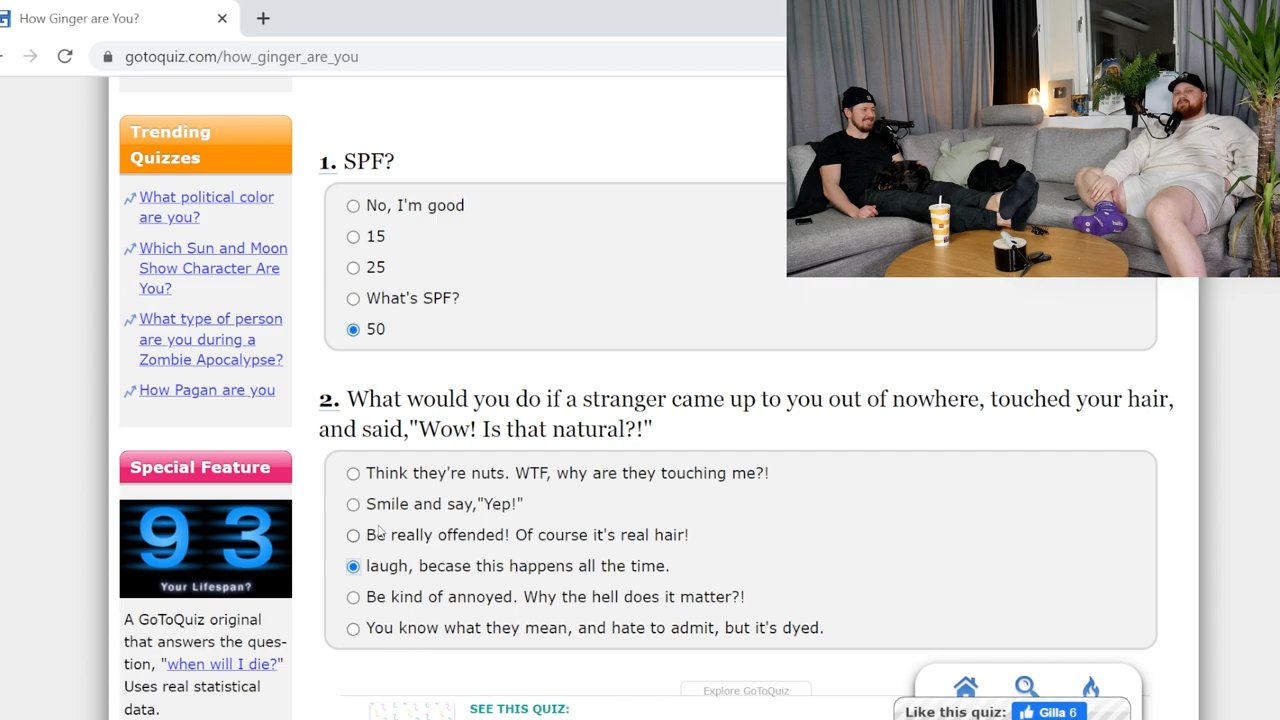 How Ginger are You?
gotoquiz.com/how_ginger_are_you
Trending
Quizzes
What political color
are you?
Which Sun and Moon
Show Character Are
You?
What type of person
are you during a
Zombie Apocalypse?
How Pagan are you
Special Feature
93
Your Lifespan?
A GoToQuiz original
that answers the ques-
tion, "when will I die?"
Uses real statistical
data.
1. SPF?
No, I'm good
15
25
What's SPF?
50
2. What would you do if a stranger came up to you out of nowhere, touched your hair,
and said,"Wow! Is that natural?!"
Think they're nuts. WTF, why are they touching me?!
Smile and say,"Yep!"
Be really offended! Of course it's real hair!
laugh, becase this happens all the time.
Be kind of annoyed. Why the hell does it matter?!
You know what they mean, and hate to admit, but it's dyed.
Explore GoToQuiz
SEE THIS QUIZ:
Like this quiz: Gilla 6